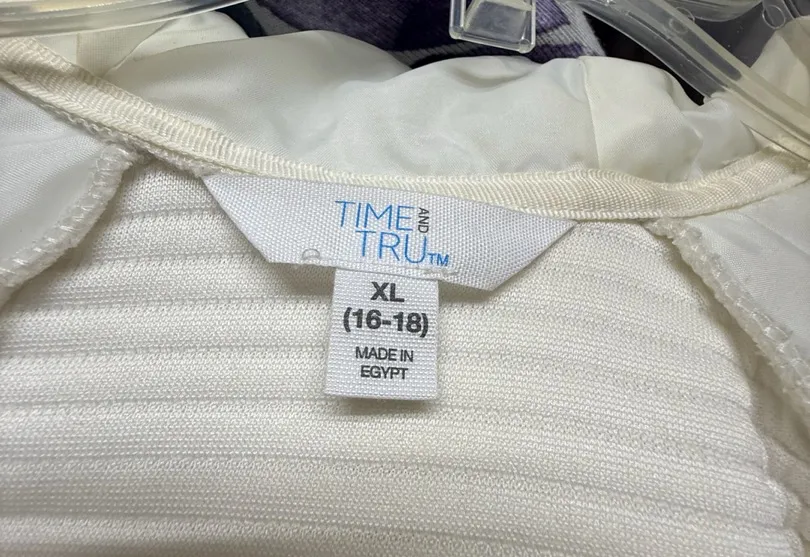 TIME AND
TRU™
XL
(16-18)
MADE IN
EGYPT